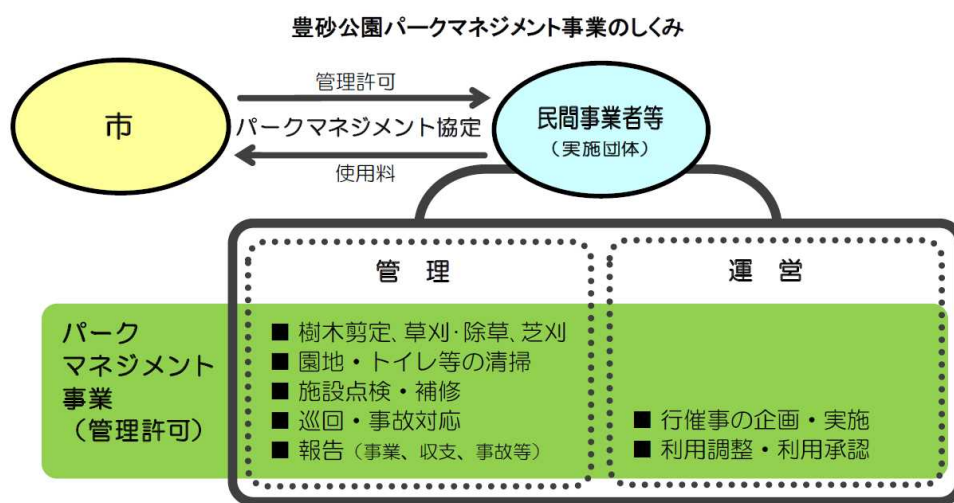 豊砂公園パークマネジメント事業のしくみ
市
管理許可
パークマネジメント協定
使用料
民間事業者等
（実施団体）
管 理
運 営
パーク
マネジメント
事業
（管理許可）
■ 樹木剪定、草刈・除草、芝刈
■ 園地・トイレ等の清掃
■ 施設点検・補修
■ 巡回・事故対応
■ 報告（事業、収支、事故等）
■ 行催事の企画・実施
■ 利用調整・利用承認